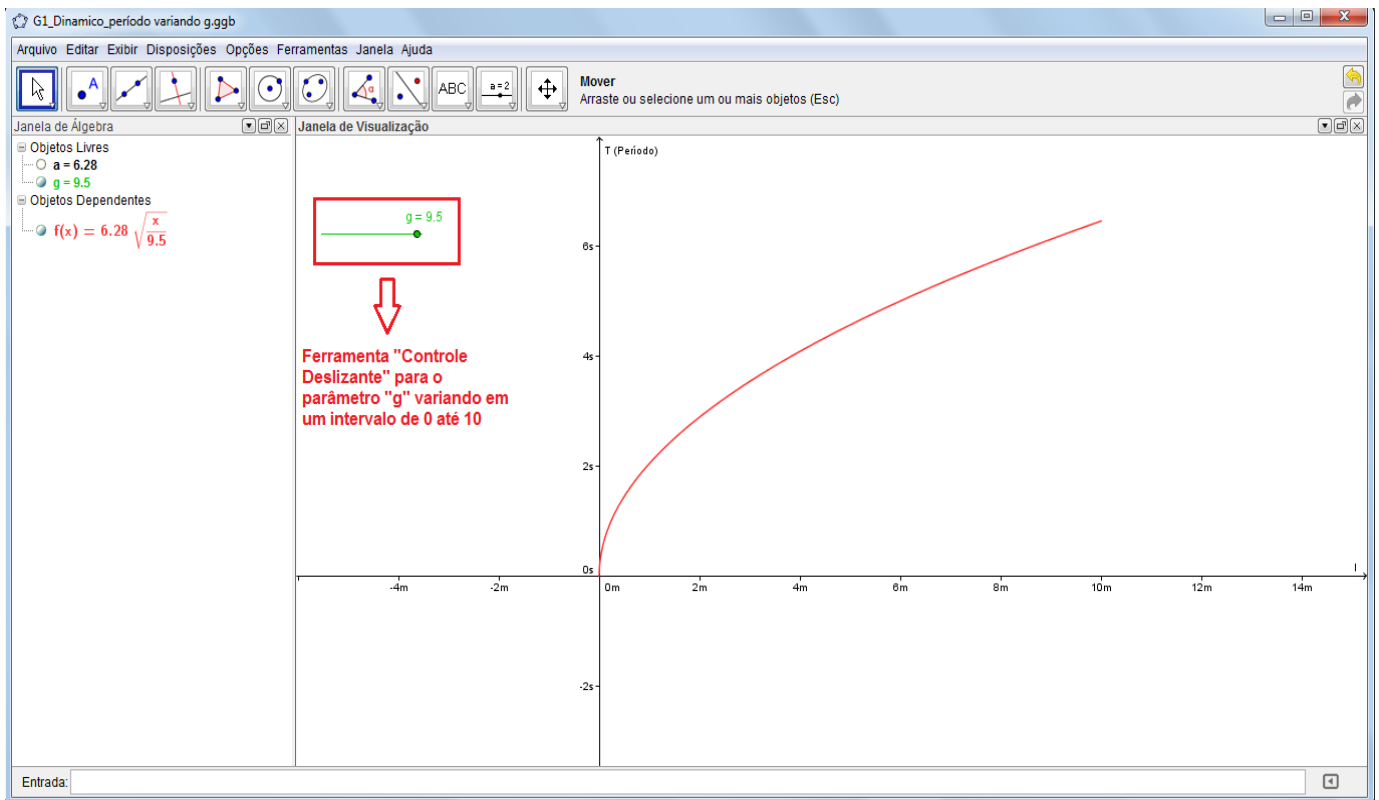 G1_Dinamico_período variando g.ggb
Arquivo Editar Exibir Disposições Opções Ferramentas Janela Ajuda
A
α
ABC
a=2
Mover
Arraste ou selecione um ou mais objetos (Esc)
Janela de Álgebra
Objetos Livres
a = 6.28
g = 9.5
Objetos Dependentes
f(x) = 6.28 √(x/9.5)
Janela de Visualização
g = 9.5
Ferramenta "Controle
Deslizante" para o
parâmetro "g" variando em
um intervalo de 0 até 10
T (Período)
6s
4s
2s
0s
-2s
-4m
-2m
0m
2m
4m
6m
8m
10m
12m
14m
l
Entrada: